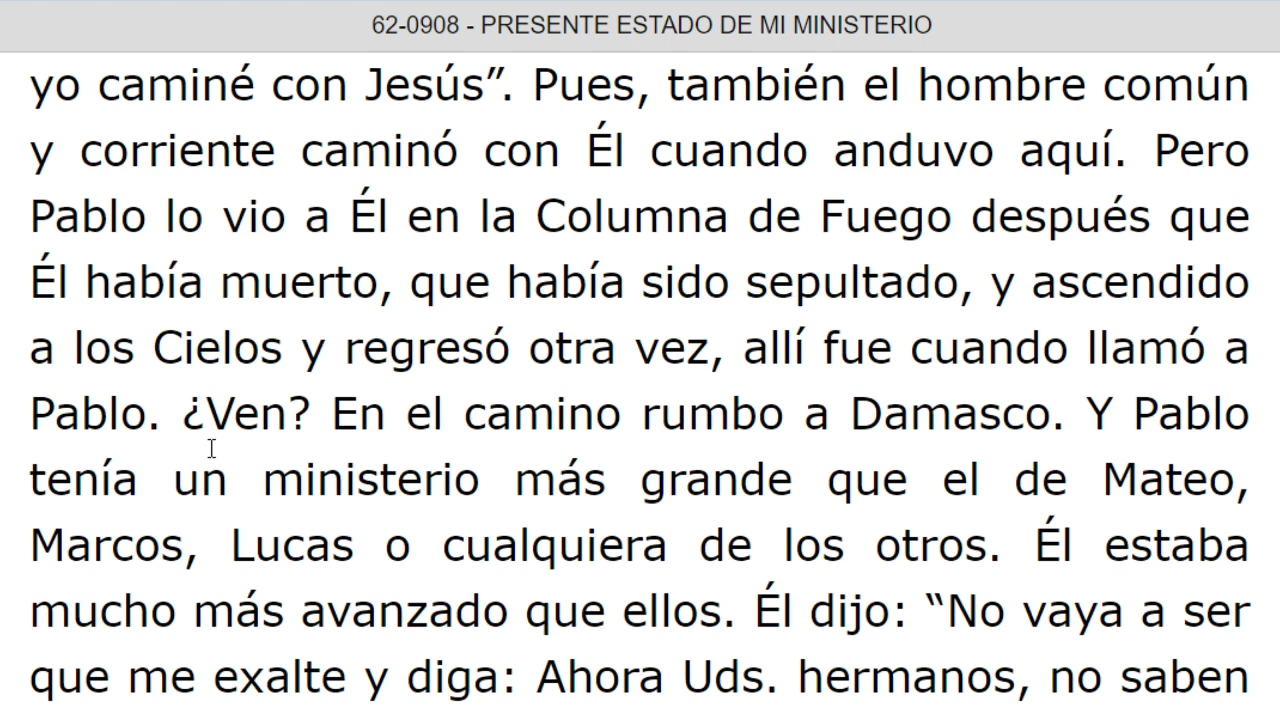 62-0908 - PRESENTE ESTADO DE MI MINISTERIO
yo caminé con Jesús”. Pues, también el hombre común
y corriente caminó con Él cuando anduvo aquí. Pero
Pablo lo vio a Él en la Columna de Fuego después que
Él había muerto, que había sido sepultado, y ascendido
a los Cielos y regresó otra vez, allí fue cuando llamó a
Pablo. ¿Ven? En el camino rumbo a Damasco. Y Pablo
tenía un ministerio más grande que el de Mateo,
Marcos, Lucas o cualquiera de los otros. Él estaba
mucho más avanzado que ellos. Él dijo: “No vaya a ser
que me exalte y diga: Ahora Uds. hermanos, no saben